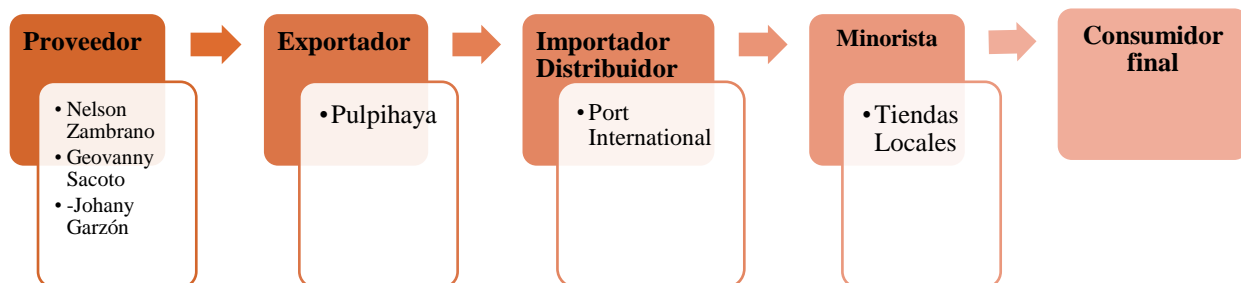 Proveedor
• Nelson
Zambrano
• Geovanny
Sacoto
• -Johany
Garzón
Exportador
• Pulpihaya
Importador
Distribuidor
• Port
International
Minorista
• Tiendas
Locales
Consumidor
final